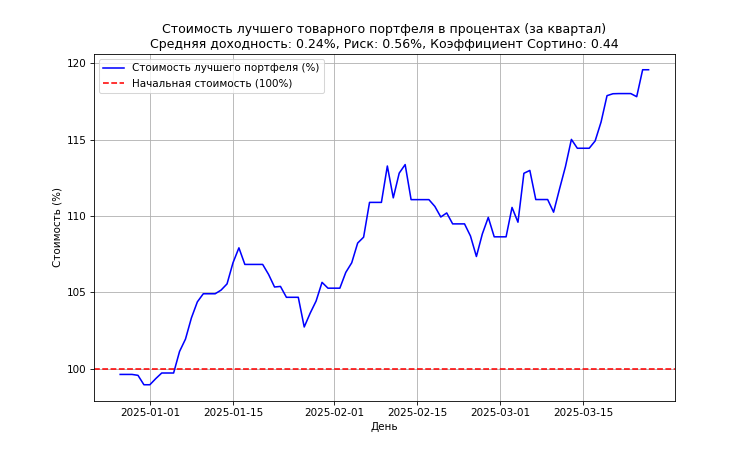 Стоимость лучшего товарного портфеля в процентах (за квартал)
Средняя доходность: 0.24%, Риск: 0.56%, Коэффициент Сортино: 0.44
Стоимость лучшего портфеля (%)
Начальная стоимость (100%)
Стоимость (%)
120
115
110
105
100
2025-01-01 2025-01-15 2025-02-01 2025-02-15 2025-03-01 2025-03-15
День